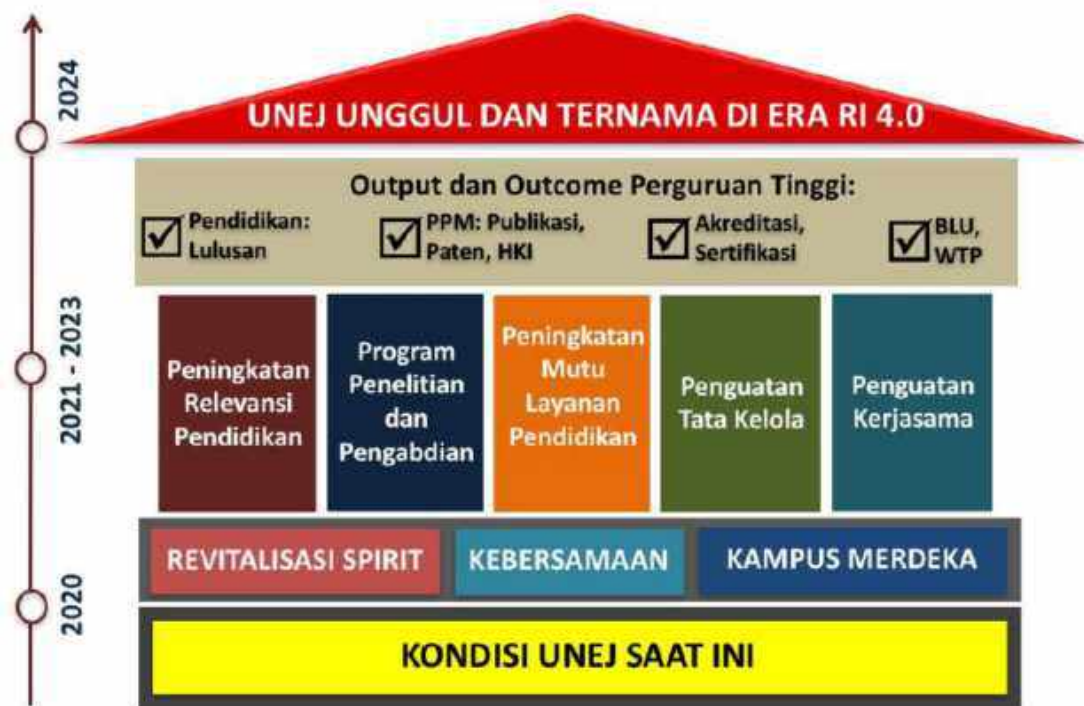 2024
UNEJ UNGGUL DAN TERNAMA DI ERA RI 4.0
Output dan Outcome Perguruan Tinggi:
Pendidikan:
Lulusan
PPM: Publikasi,
Paten, HKI
Akreditasi,
Sertifikasi
BLU,
WTP
2021 - 2023
Peningkatan
Relevansi
Pendidikan
Program
Penelitian
dan
Pengabdian
Peningkatan
Mutu
Layanan
Pendidikan
Penguatan
Tata Kelola
Penguatan
Kerjasama
2020
REVITALISASI SPIRIT
KEBERSAMAAN
KAMPUS MERDEKA
KONDISI UNEJ SAAT INI